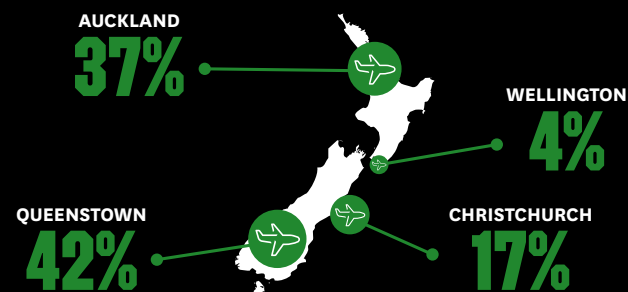 AUCKLAND
37%
WELLINGTON
4%
QUEENSTOWN
42%
CHRISTCHURCH
17%